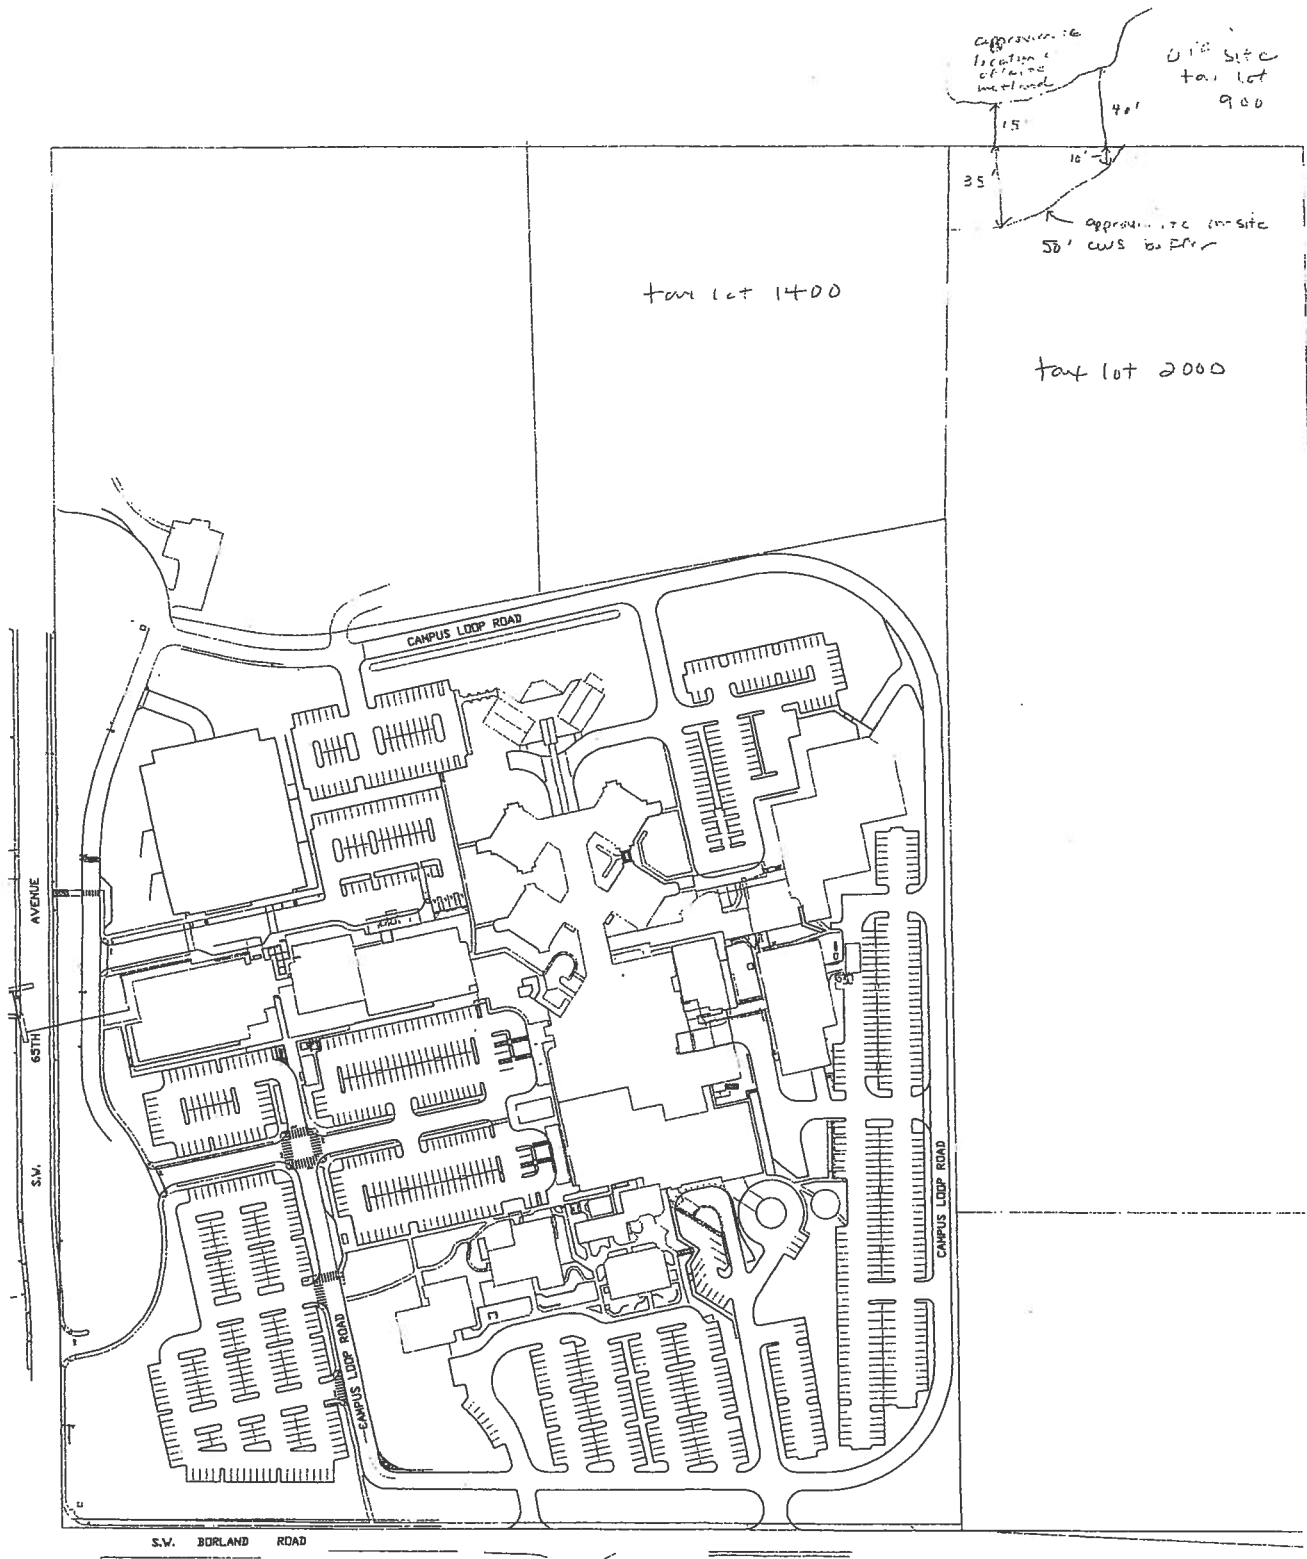 approximate
location of
offsite
wetland
off site
tax lot
900
15'
40'
10'
35'
approximate on-site
50' CWS buffer
tax lot 1400
tax lot 2000
CAMPUS LOOP ROAD
S.W. 65TH AVENUE
CAMPUS LOOP ROAD
CAMPUS LOOP ROAD
S.W. BORLAND ROAD